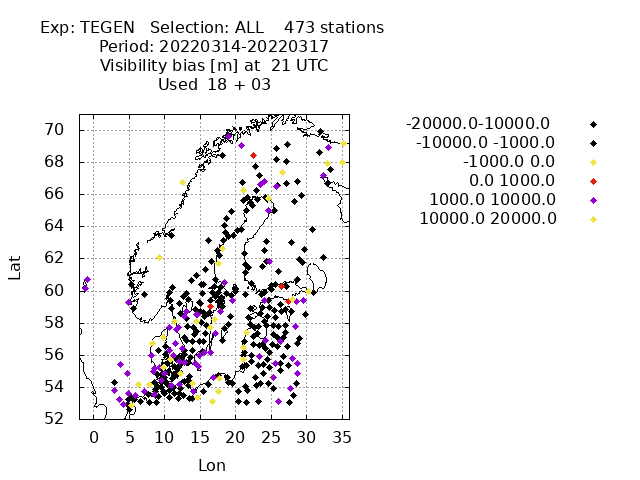 Exp: TEGEN   Selection: ALL    473 stations
Period: 20220314-20220317
Visibility bias [m] at  21 UTC
Used  18 + 03
-20000.0-10000.0
-10000.0 -1000.0
-1000.0 0.0
0.0 1000.0
1000.0 10000.0
10000.0 20000.0
70
68
66
64
62
60
58
56
54
52
Lat
0 5 10 15 20 25 30 35
Lon